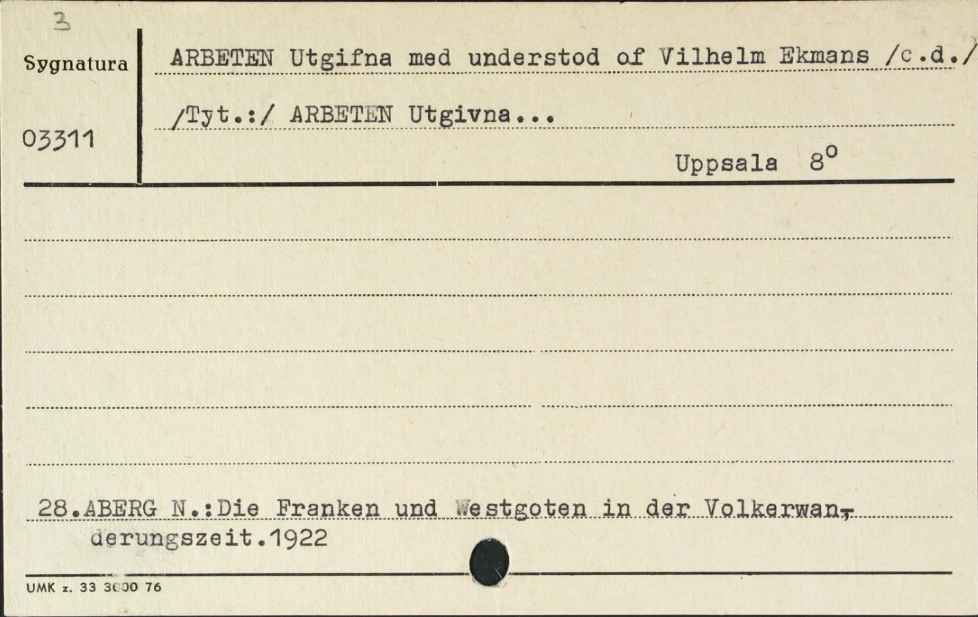 3
Sygnatura
ARBETEN Utgifna med understod of Vilhelm Ekmans /c.d./
/Tyt.:/ ARBETEN Utgivna...
03311
Uppsala 8⁰
28.ABERG N.:Die Franken und Westgoten in der Volkerwan-
derungszeit.1922
UMK z. 33 3000 76